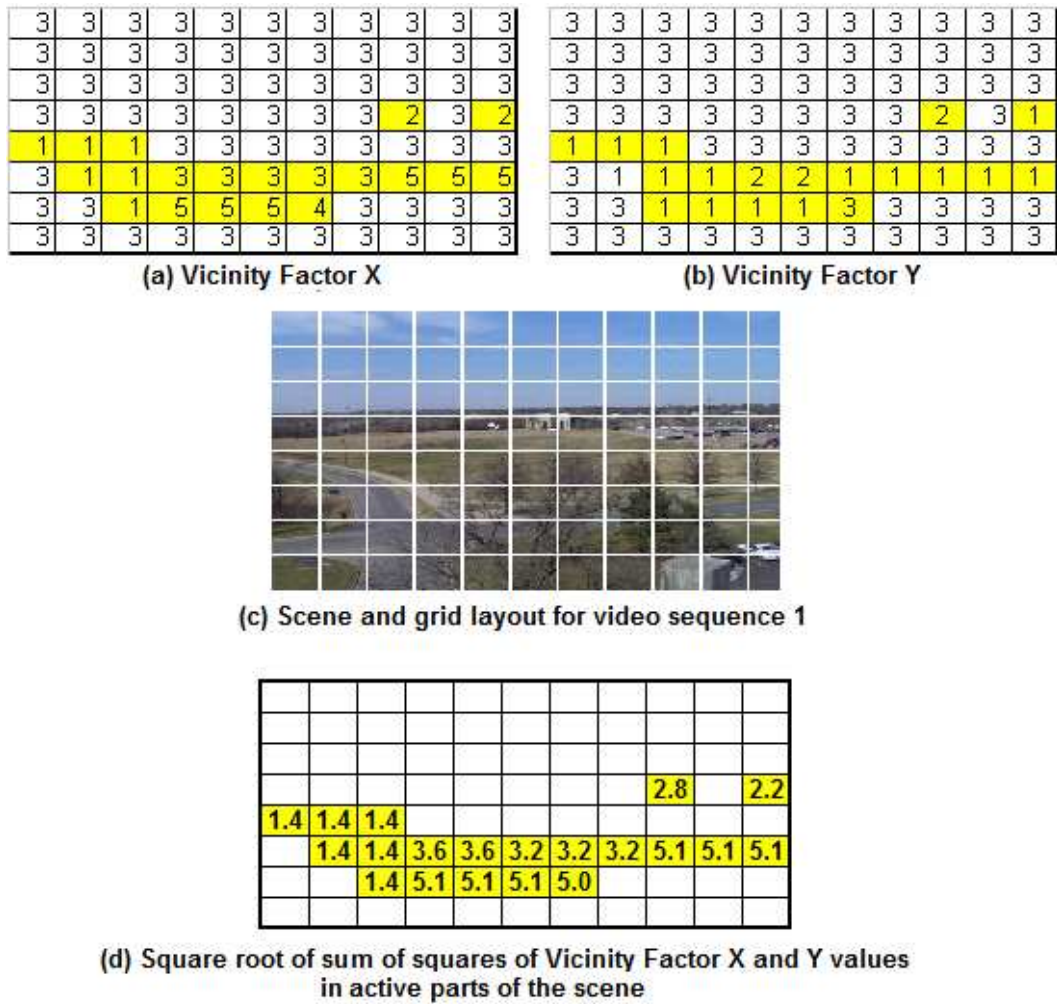 3 3 3 3 3 3 3 3 3 3 3
3 3 3 3 3 3 3 3 3 3 3
3 3 3 3 3 3 3 3 3 3 3
3 3 3 3 3 3 3 3 2 3 2
1 1 1 3 3 3 3 3 3 3 3
3 1 1 3 3 3 3 3 5 5 5
3 3 1 5 5 5 4 3 3 3 3
3 3 3 3 3 3 3 3 3 3 3
(a) Vicinity Factor X
3 3 3 3 3 3 3 3 3 3 3
3 3 3 3 3 3 3 3 3 3 3
3 3 3 3 3 3 3 3 3 3 3
3 3 3 3 3 3 3 3 2 3 1
1 1 1 3 3 3 3 3 3 3 3
3 1 1 1 2 2 1 1 1 1 1
3 3 1 1 1 1 3 3 3 3 3
3 3 3 3 3 3 3 3 3 3 3
(b) Vicinity Factor Y
(c) Scene and grid layout for video sequence 1
2.8 2.2
1.4 1.4 1.4
1.4 1.4 3.6 3.6 3.2 3.2 3.2 5.1 5.1 5.1
1.4 5.1 5.1 5.1 5.0
(d) Square root of sum of squares of Vicinity Factor X and Y values
in active parts of the scene